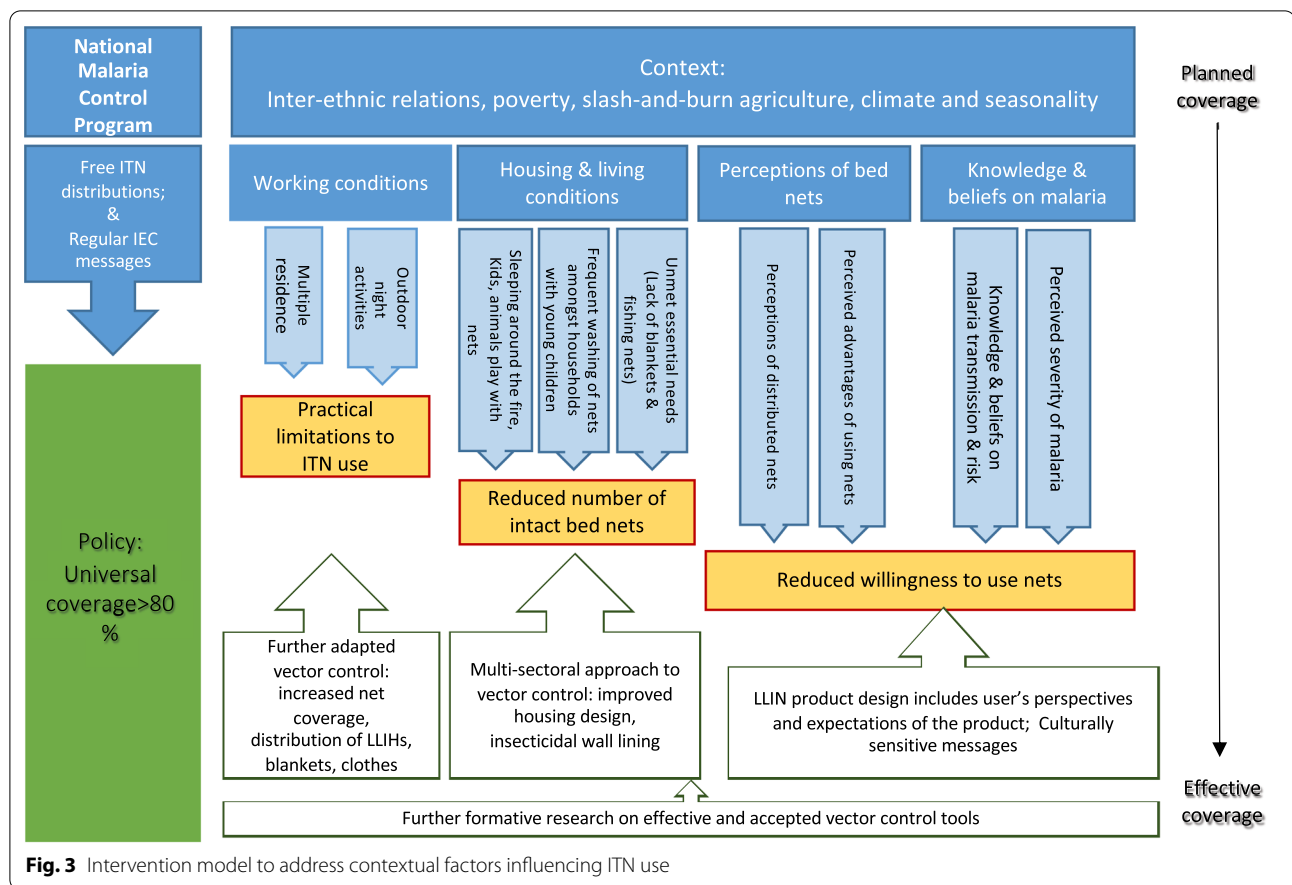 National
Malaria
Control
Program
Context:
Inter-ethnic relations, poverty, slash-and-burn agriculture, climate and seasonality
Planned
coverage
Free ITN
distributions;
&
Regular IEC
messages
Working conditions
Housing & living
conditions
Perceptions of bed
nets
Knowledge &
beliefs on malaria
Multiple
residence
Outdoor
night
activities
Sleeping around the fire,
Kids, animals play with
nets
Frequent washing of nets
amongst households
with young children
Unmet essential needs
(Lack of blankets &
fishing nets)
Perceptions of distributed nets
Perceived advantages of using nets
Knowledge & beliefs on
malaria transmission & risk
Perceived severity of malaria
Practical
limitations to
ITN use
Reduced number of
intact bed nets
Reduced willingness to use nets
Policy:
Universal
coverage>80
%
Further adapted
vector control:
increased net
coverage,
distribution of LLIHs,
blankets, clothes
Multi-sectoral approach to
vector control: improved
housing design,
insecticidal wall lining
LLIN product design includes user's perspectives
and expectations of the product; Culturally
sensitive messages
Effective
coverage
Further formative research on effective and accepted vector control tools
Fig. 3 Intervention model to address contextual factors influencing ITN use